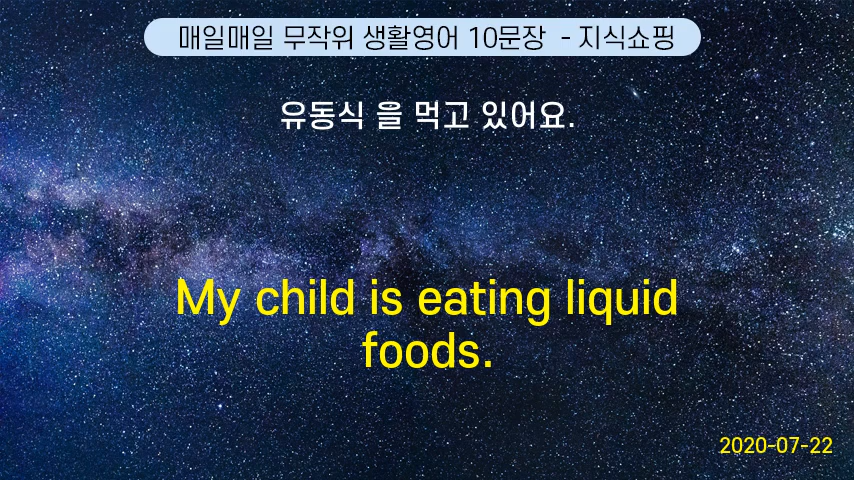 매일매일 무작위 생활영어 10문장 - 지식쇼핑
유동식 을 먹고 있어요.
My child is eating liquid
foods.
2020-07-22